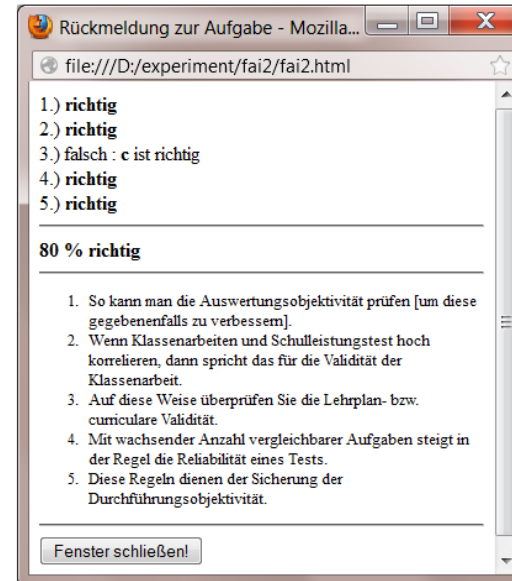 Rückmeldung zur Aufgabe - Mozilla...
file:///D:/experiment/fai2/fai2.html
1.) richtig
2.) richtig
3.) falsch : c ist richtig
4.) richtig
5.) richtig
80 % richtig
1. So kann man die Auswertungsobjektivität prüfen [um diese
gegebenenfalls zu verbessern].
2. Wenn Klassenarbeiten und Schulleistungstest hoch
korrelieren, dann spricht das für die Validität der
Klassenarbeit.
3. Auf diese Weise überprüfen Sie die Lehrplan- bzw.
curriculare Validität.
4. Mit wachsender Anzahl vergleichbarer Aufgaben steigt in
der Regel die Reliabilität eines Tests.
5. Diese Regeln dienen der Sicherung der
Durchführungsobjektivität.
Fenster schließen!